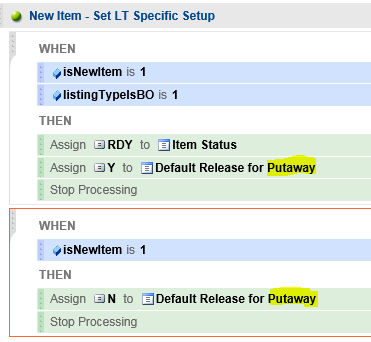 New Item - Set LT Specific Setup
WHEN
isNewItem is 1
listingTypeIsBO is 1
THEN
Assign RDY to Item Status
Assign Y to Default Release for Putaway
Stop Processing
WHEN
isNewItem is 1
THEN
Assign N to Default Release for Putaway
Stop Processing